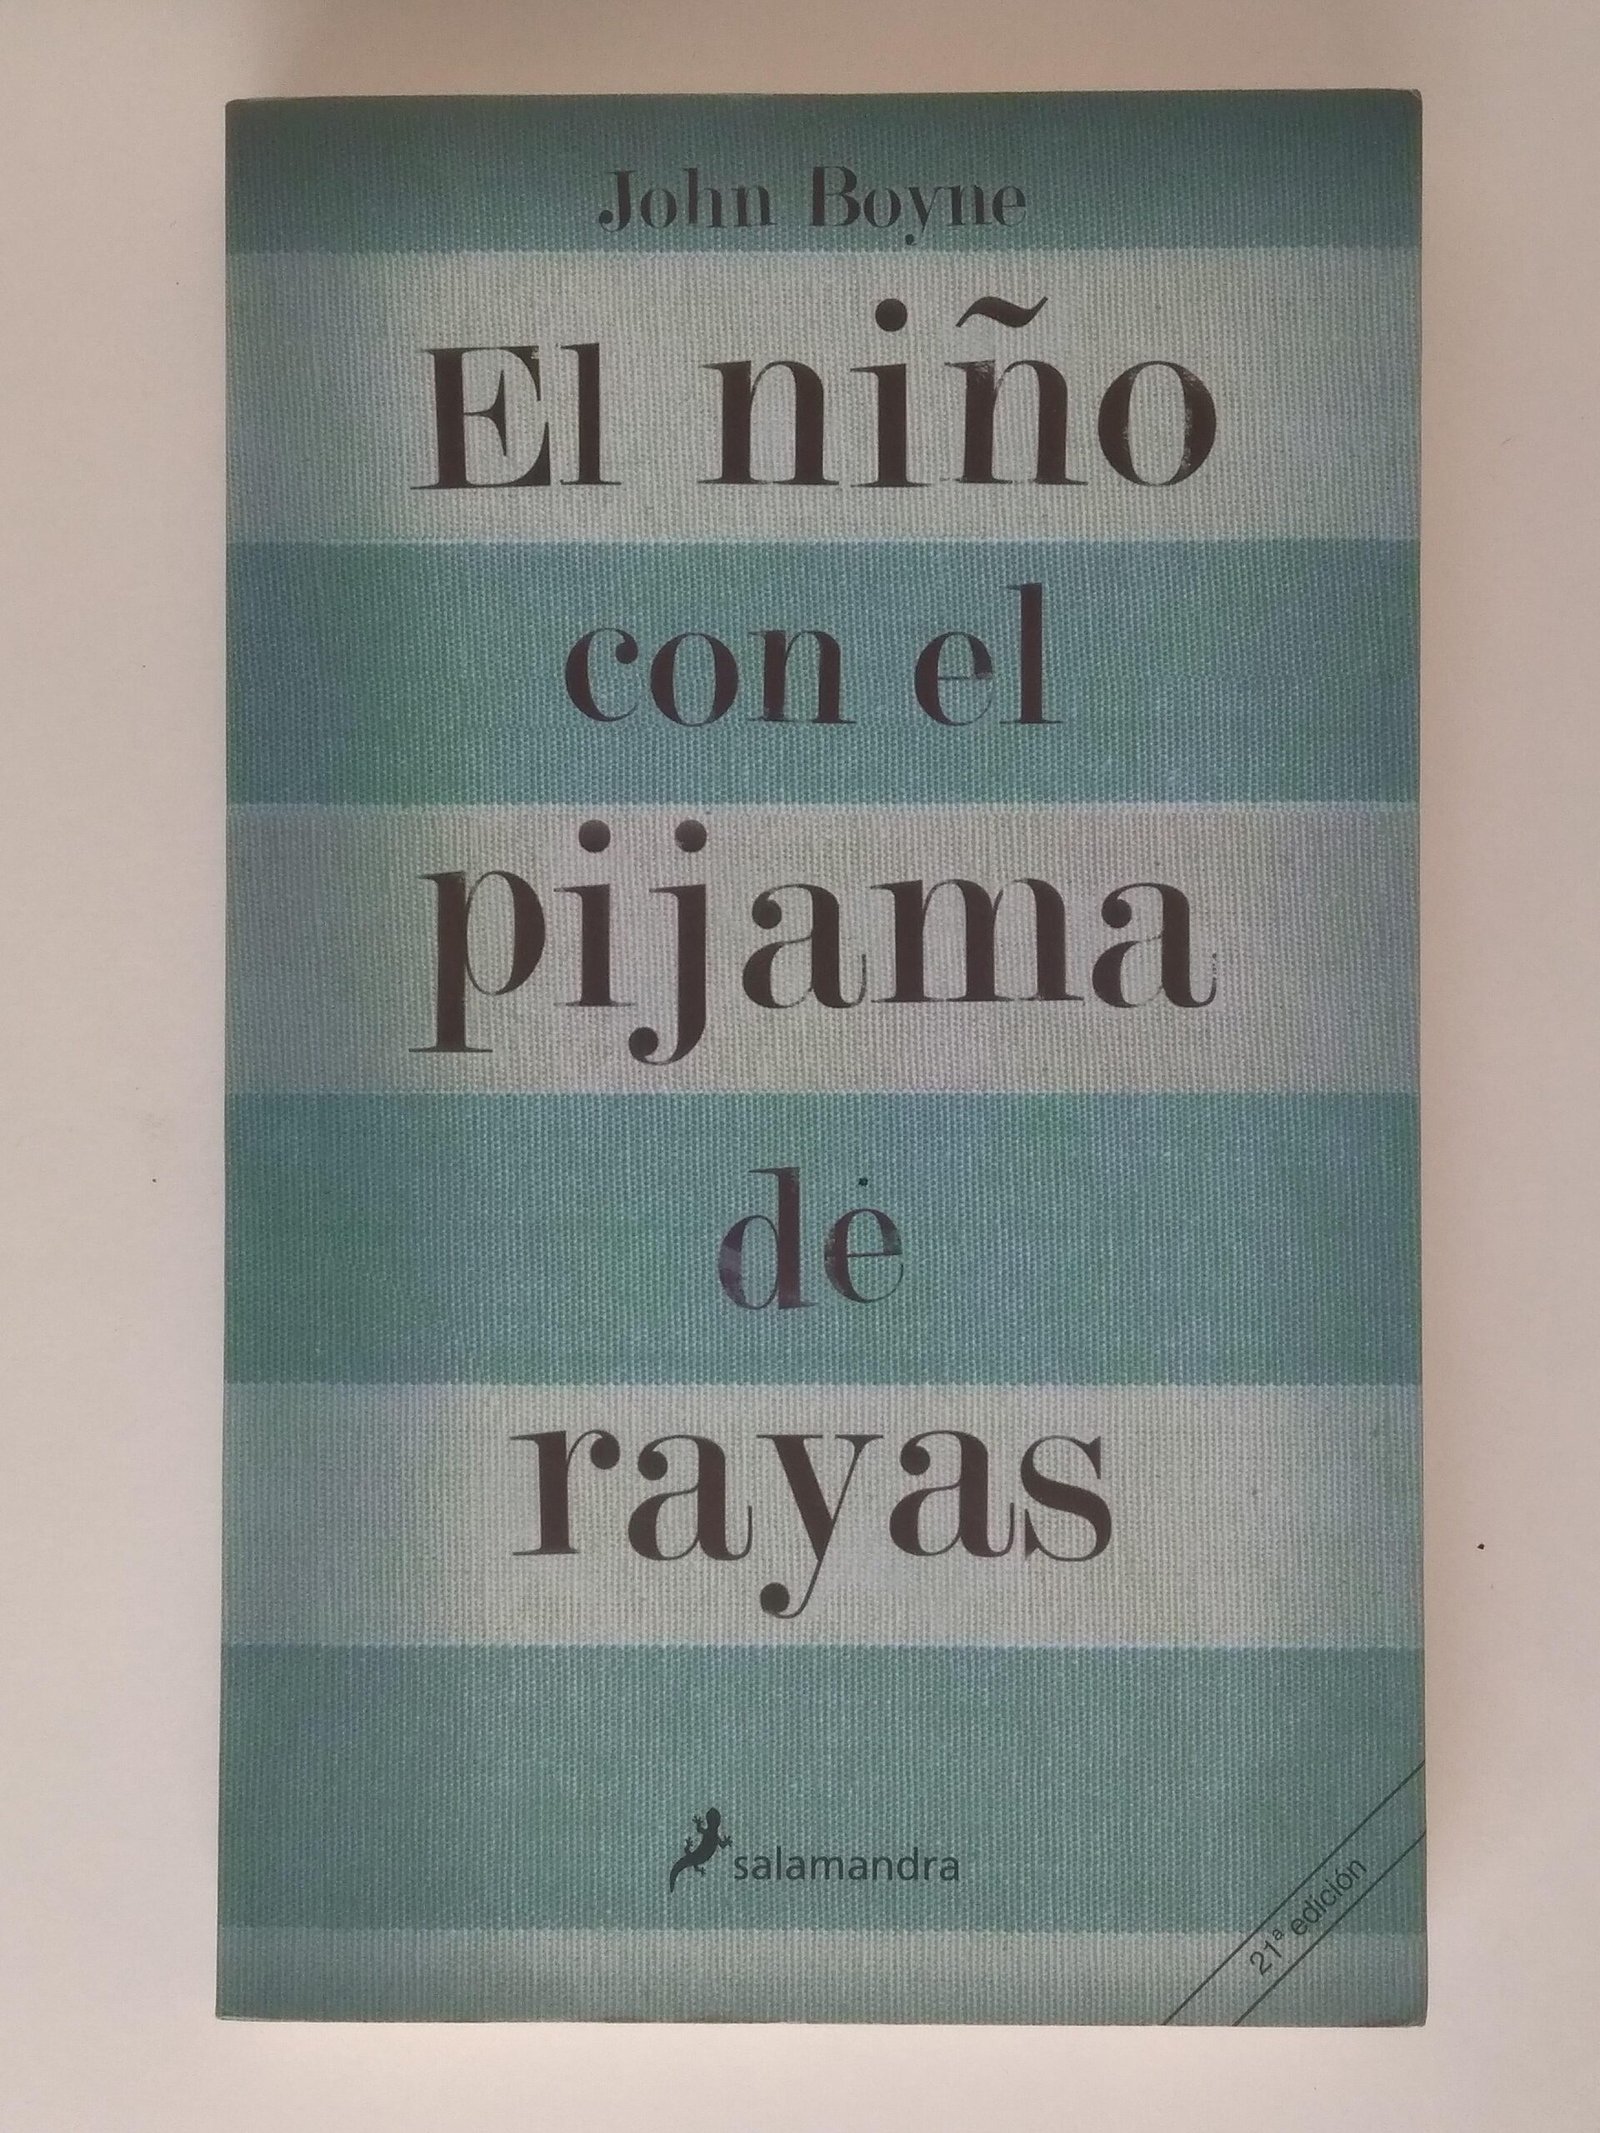 John Boyne
El niño
con el
pijama
de
rayas
salamandra
21ª edición